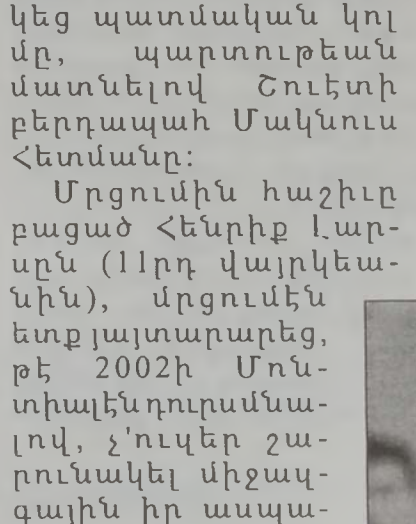 կեց պատմական կոլ
մը, պարտութեան
մատնելով Շուէտի
բերդապահ Մակնուս
Հետմանը:
Մրցումին հաշիւը
բացած Հենրիք Լար-
սըն (11րդ վայրկեա-
նին), մրցումէն
ետք յայտարարեց,
թէ 2002ի Մոն-
տիալէն դուրսմնա-
լով, չ'ուզեր շա-
րունակել միջազ-
գային իր ասպա-